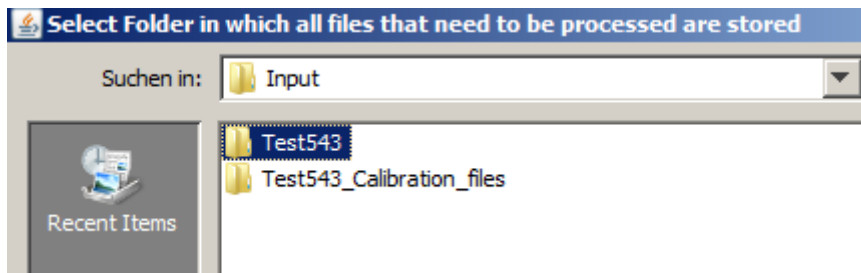 Select Folder in which all files that need to be processed are stored
Suchen in: Input
Test543
Test543_Calibration_files
Recent Items